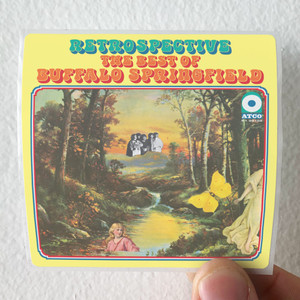 RETROSPECTIVE
THE BEST OF
BUFFALO SPRINGFIELD
ATCO